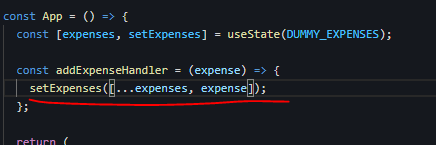 const App = () => {
const [expenses, setExpenses] = useState(DUMMY_EXPENSES);
const addExpenseHandler = (expense) => {
setExpenses([...expenses, expense]);
};
return (